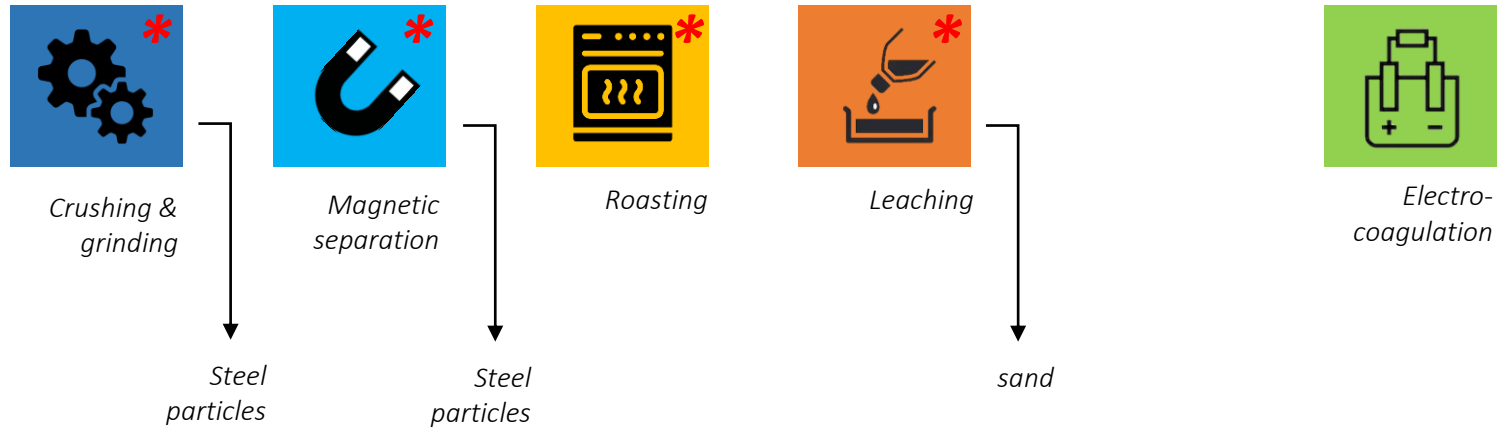 *
*
*
*
+ -
Crushing &
grinding
Magnetic
separation
Roasting
Leaching
Electro-
coagulation
Steel
particles
Steel
particles
sand